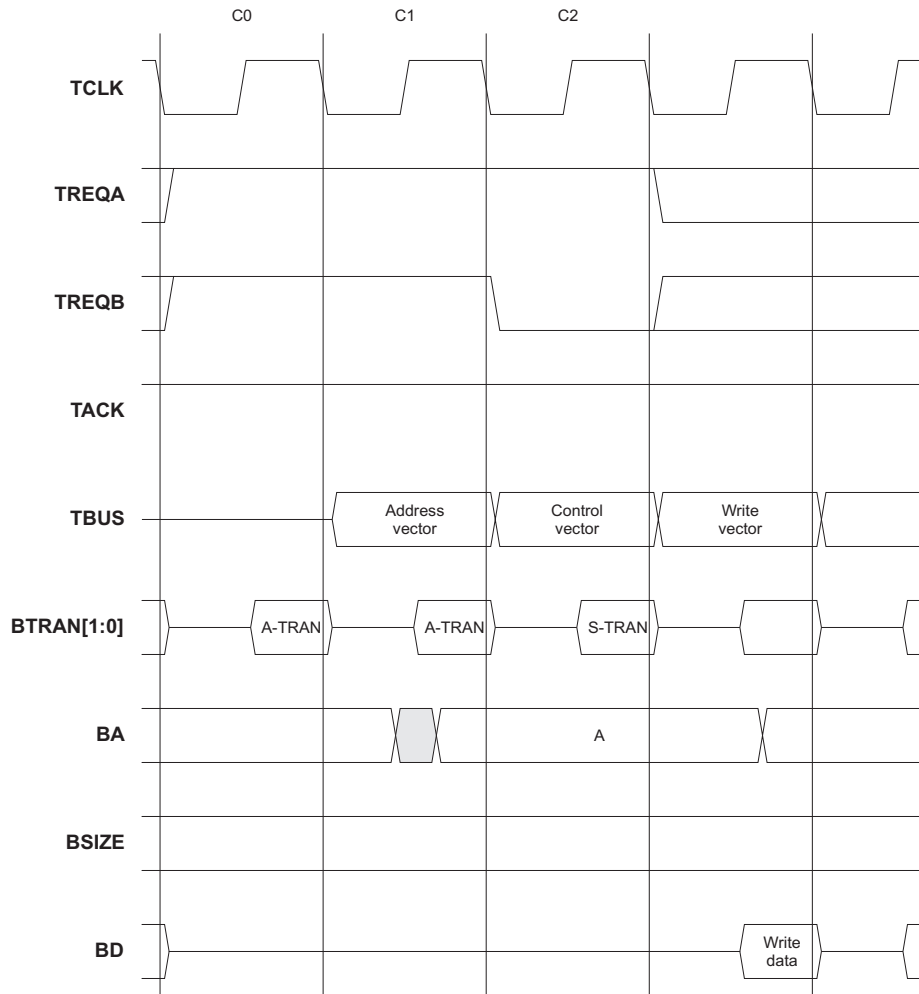 C0 C1 C2
TCLK
TREQA
TREQB
TACK
TBUS
Address
vector
Control
vector
Write
vector
BTRAN[1:0]
A-TRAN A-TRAN S-TRAN
BA
A
BSIZE
BD
Write
data